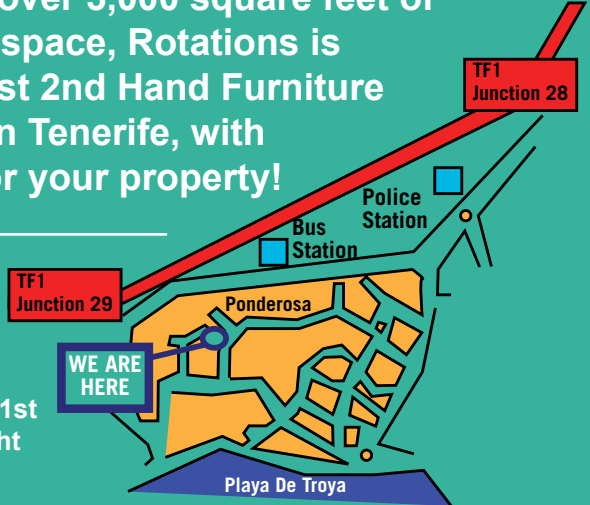 over 5,000 square feet of
space, Rotations is
st 2nd Hand Furniture
n Tenerife, with
or your property!
TF1
Junction 28
Police
Station
Bus
Station
TF1
Junction 29
Ponderosa
WE ARE
HERE
1st
ht
Playa De Troya